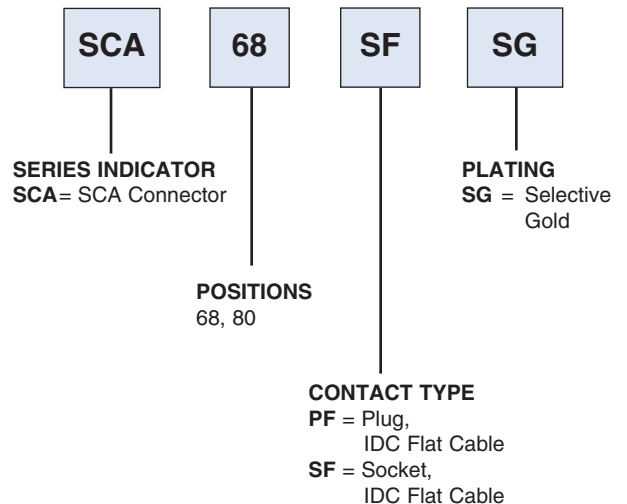 SCA 68 SF SG
SERIES INDICATOR
SCA= SCA Connector
PLATING
SG = Selective
Gold
POSITIONS
68, 80
CONTACT TYPE
PF = Plug,
IDC Flat Cable
SF = Socket,
IDC Flat Cable